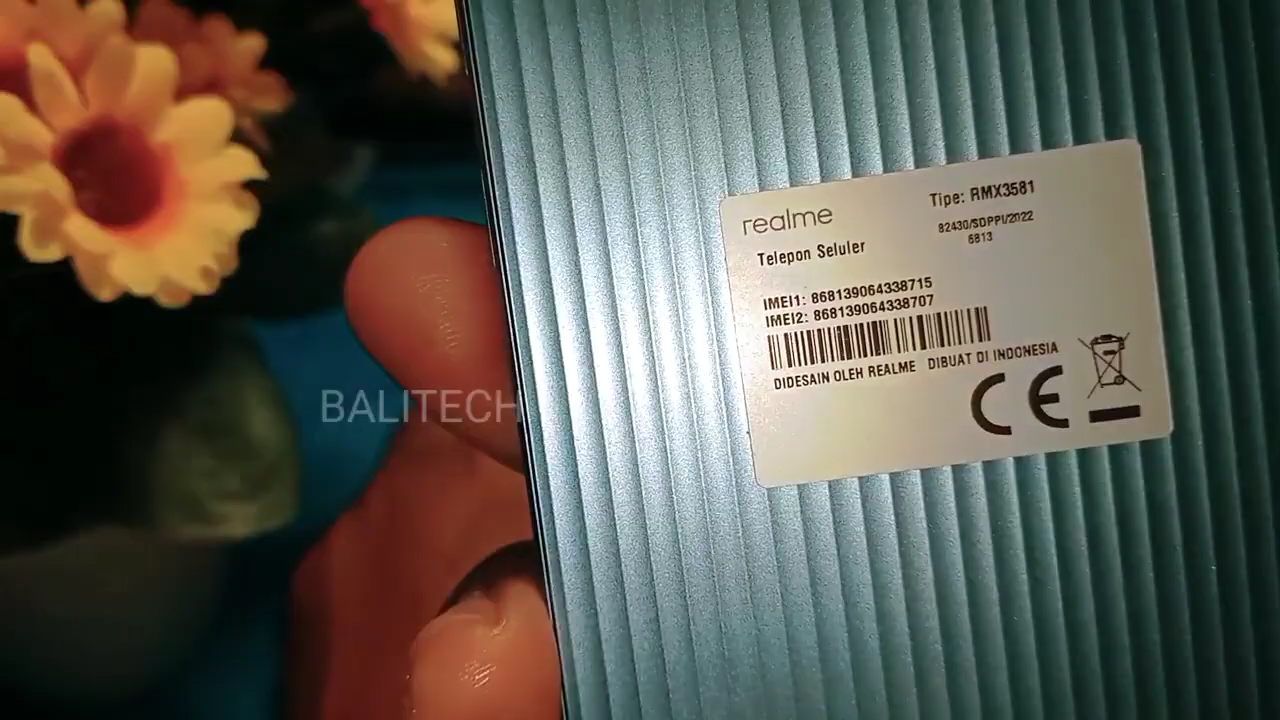 realme
Tipe: RMX3581
82430/SDPPI/2022
6813
Telepon Seluler
IMEI1: 868139064338715
IMEI2: 868139064338707
DIDESAIN OLEH REALME DIBUAT DI INDONESIA
CE
BALITECH